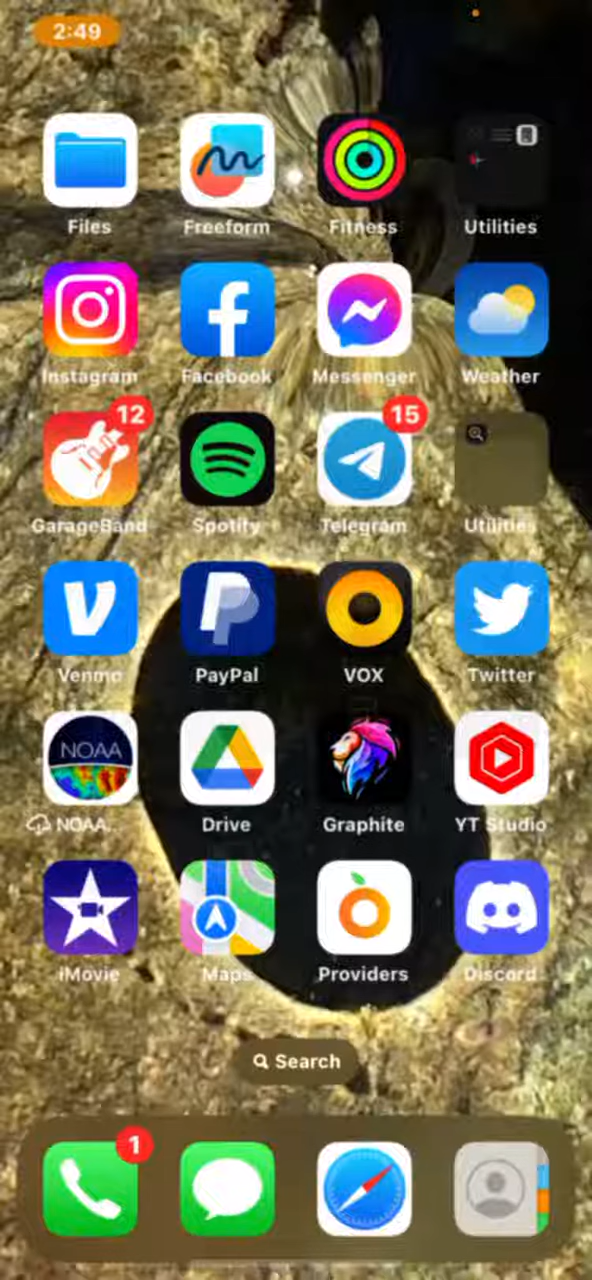 2:49
Files Freeform Fitness Utilities
Instagram Facebook Messenger Weather
12 15
GarageBand Spotify Telegram Utilities
Venmo PayPal VOX Twitter
NOAA
NOAA.. Drive Graphite YT Studio
iMovie Maps Providers Discord
Search
1